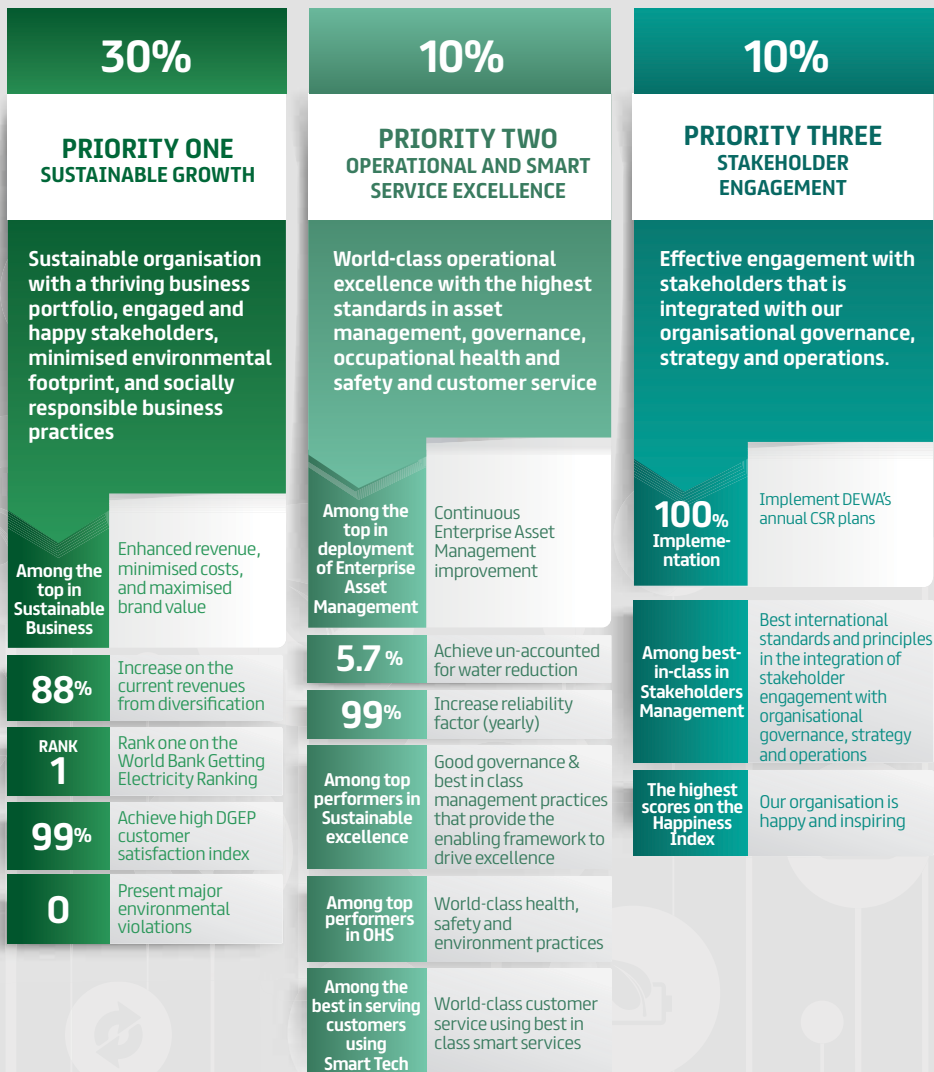 30%
PRIORITY ONE
SUSTAINABLE GROWTH
Sustainable organisation
with a thriving business
portfolio, engaged and
happy stakeholders,
minimised environmental
footprint, and socially
responsible business
practices
Among the
top in
Sustainable
Business
Enhanced revenue,
minimised costs,
and maximised
brand value
88%
Increase on the
current revenues
from diversification
RANK
1
Rank one on the
World Bank Getting
Electricity Ranking
99%
Achieve high DGEP
customer
satisfaction index
0
Present major
environmental
violations
10%
PRIORITY TWO
OPERATIONAL AND SMART
SERVICE EXCELLENCE
World-class operational
excellence with the highest
standards in asset
management, governance,
occupational health and
safety and customer service
Among the
top in
deployment
of Enterprise
Asset
Management
Continuous
Enterprise Asset
Management
improvement
5.7 %
Achieve un-accounted
for water reduction
99%
Increase reliability
factor (yearly)
Among top
performers in
Sustainable
excellence
Good governance &
best in class
management practices
that provide the
enabling framework to
drive excellence
Among top
performers
in OHS
World-class health,
safety and
environment practices
Among the
best in serving
customers
using
Smart Tech
World-class customer
service using best in
class smart services
10%
PRIORITY THREE
STAKEHOLDER
ENGAGEMENT
Effective engagement with
stakeholders that is
integrated with our
organisational governance,
strategy and operations.
100%
Impleme-
ntation
Implement DEWA's
annual CSR plans
Among best-
in-class in
Stakeholders
Management
Best international
standards and principles
in the integration of
stakeholder
engagement with
organisational
governance, strategy
and operations
The highest
scores on the
Happiness
Index
Our organisation is
happy and inspiring